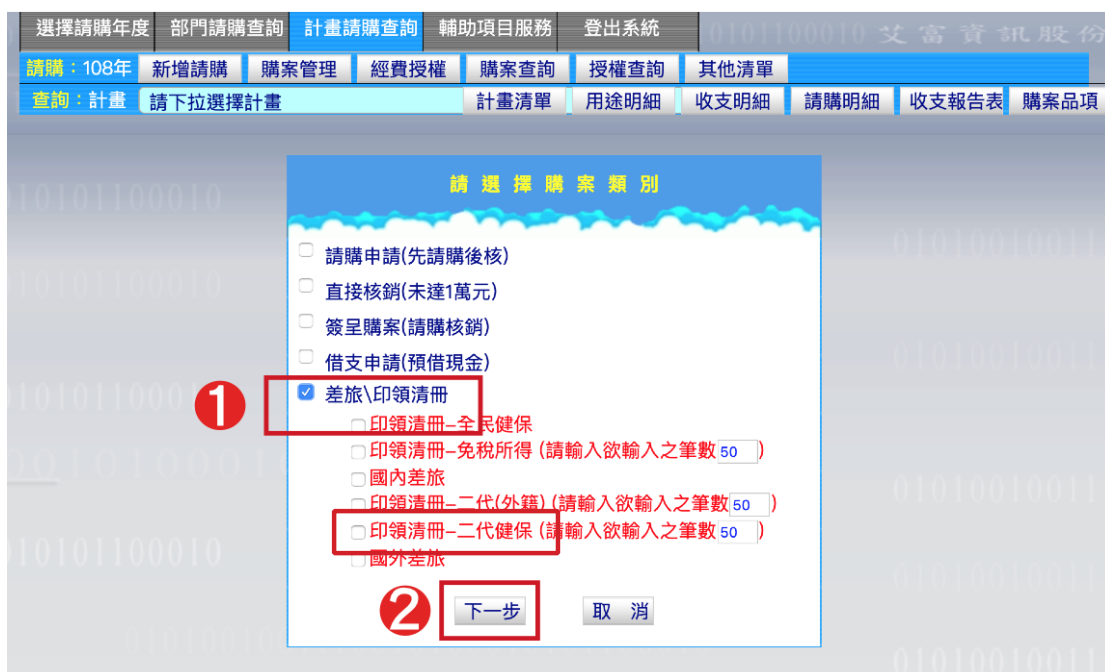 選擇請購年度 部門請購查詢 計畫請購查詢 輔助項目服務 登出系統 0101010 00010 艾富資訊股份
請購：108年 新增請購 購案管理 經費授權 購案查詢 授權查詢 其他清單
查詢：計畫 請下拉選擇計畫 計畫清單 用途明細 收支明細 請購明細 收支報告表 購案品項
請選擇購案類別
請購申請(先請購後核)
直接核銷(未達1萬元)
簽呈購案(請購核銷)
借支申請(預借現金)
1 差旅\印領清冊
印領清冊–全民健保
印領清冊–免稅所得 (請輸入欲輸入之筆數 50 )
國內差旅
印領清冊–二代(外籍) (請輸入欲輸入之筆數 50 )
印領清冊–二代健保 (請輸入欲輸入之筆數 50 )
國外差旅
2 下一步 取 消